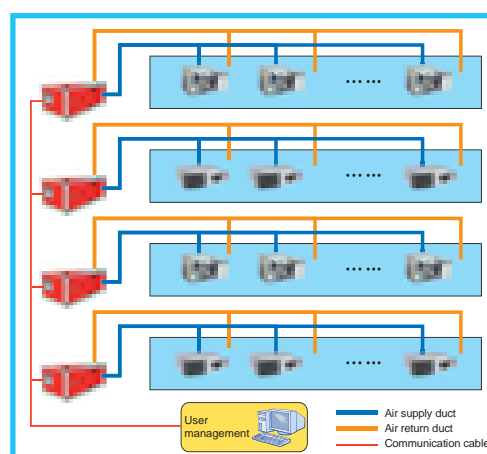 ... ...
... ...
... ...
... ...
User
management
Air supply duct
Air return duct
Communication cable